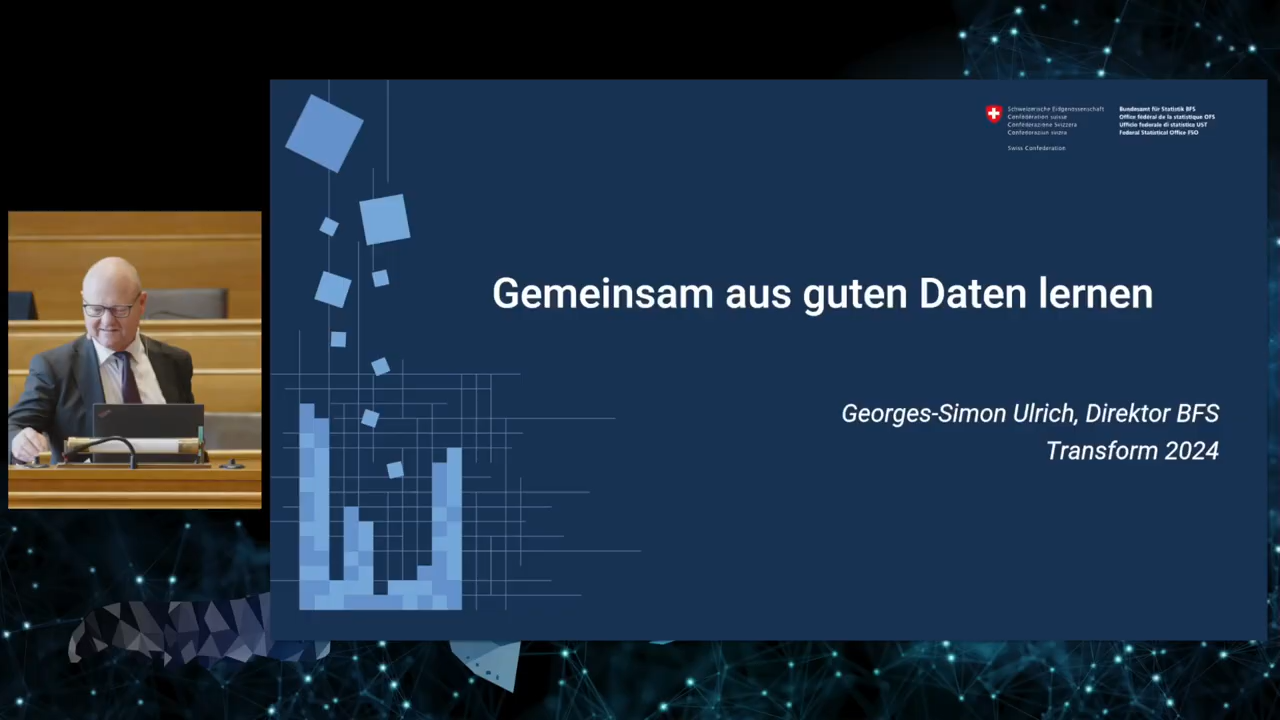 Schweizerische Eidgenossenschaft
Confédération suisse
Confederazione Svizzera
Confederaziun svizra
Swiss Confederation
Bundesamt für Statistik BFS
Office fédéral de la statistique OFS
Ufficio federale di statistica UST
Federal Statistical Office FSO
Gemeinsam aus guten Daten lernen
Georges-Simon Ulrich, Direktor BFS
Transform 2024